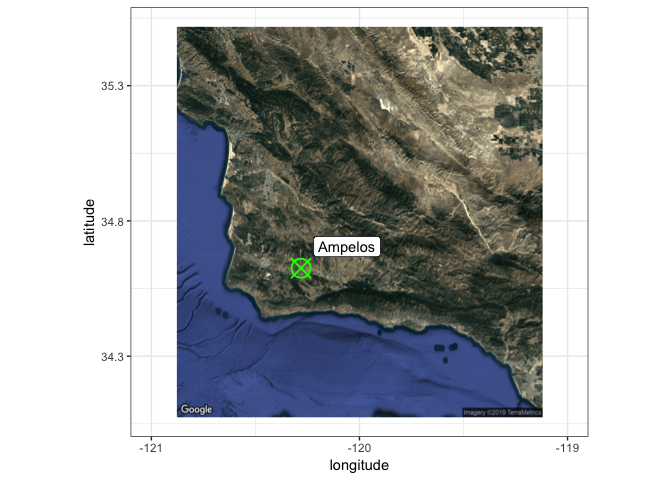 35.3
34.8
34.3
latitude
Ampelos
Google
Imagery ©2019 TerraMetrics
-121
-120
-119
longitude